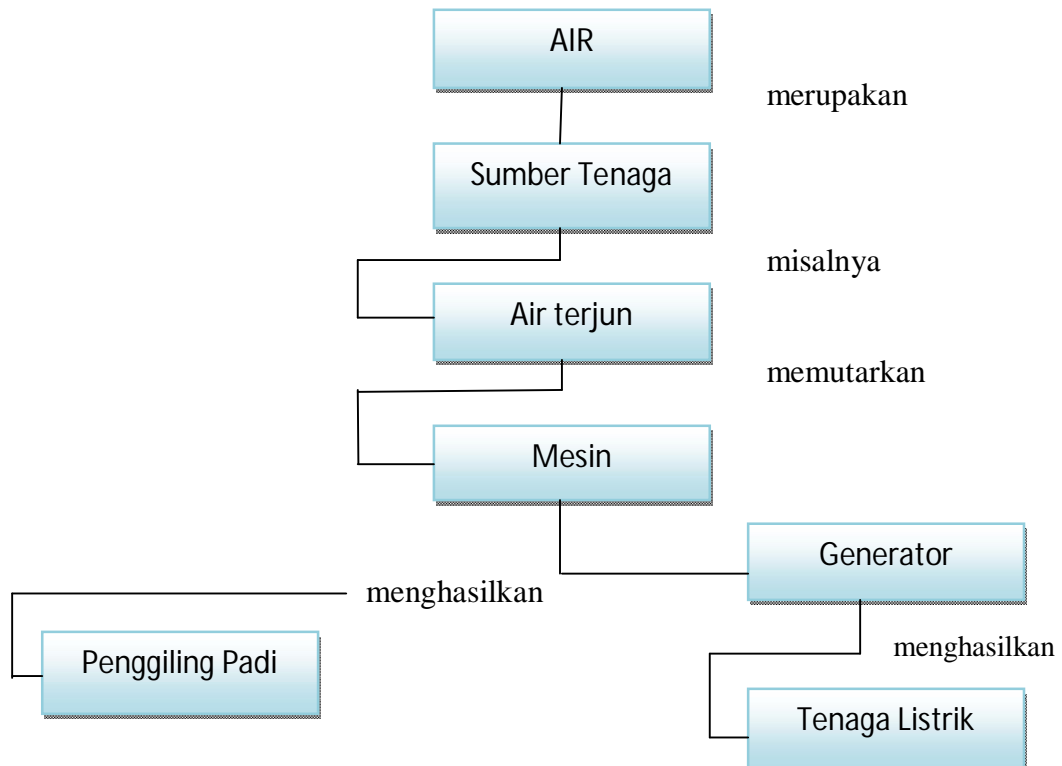 AIR
merupakan
Sumber Tenaga
misalnya
Air terjun
memutarkan
Mesin
Generator
menghasilkan
Penggiling Padi
menghasilkan
Tenaga Listrik